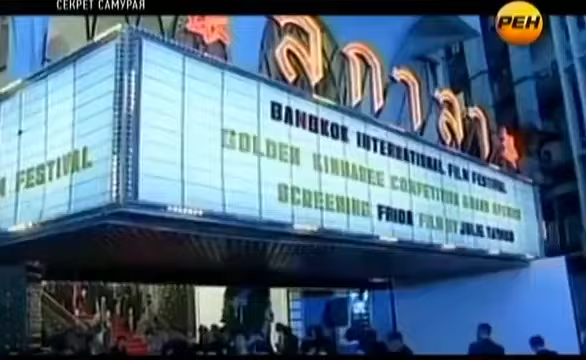 СЕКРЕТ САМУРАЯ
РЕН
สกาลา
FESTIVAL
BANGKOK INTERNATIONAL FILM FESTIVAL
GOLDEN KINNAREE COMPETITION GRAND OPENING
SCREENING FRIDA FILM BY JULIE TAYMOR